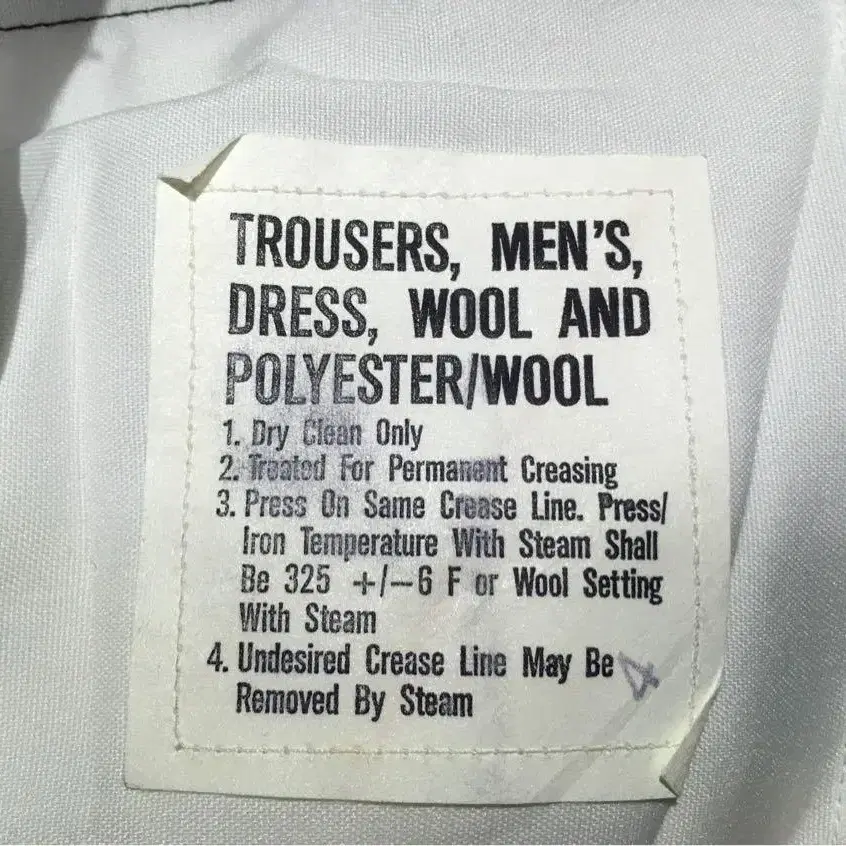 TROUSERS, MEN'S,
DRESS, WOOL AND
POLYESTER/WOOL
1. Dry Clean Only
2. Treated For Permanent Creasing
3. Press On Same Crease Line. Press/
Iron Temperature With Steam Shall
Be 325 +/-6 F or Wool Setting
With Steam
4. Undesired Crease Line May Be
Removed By Steam
4